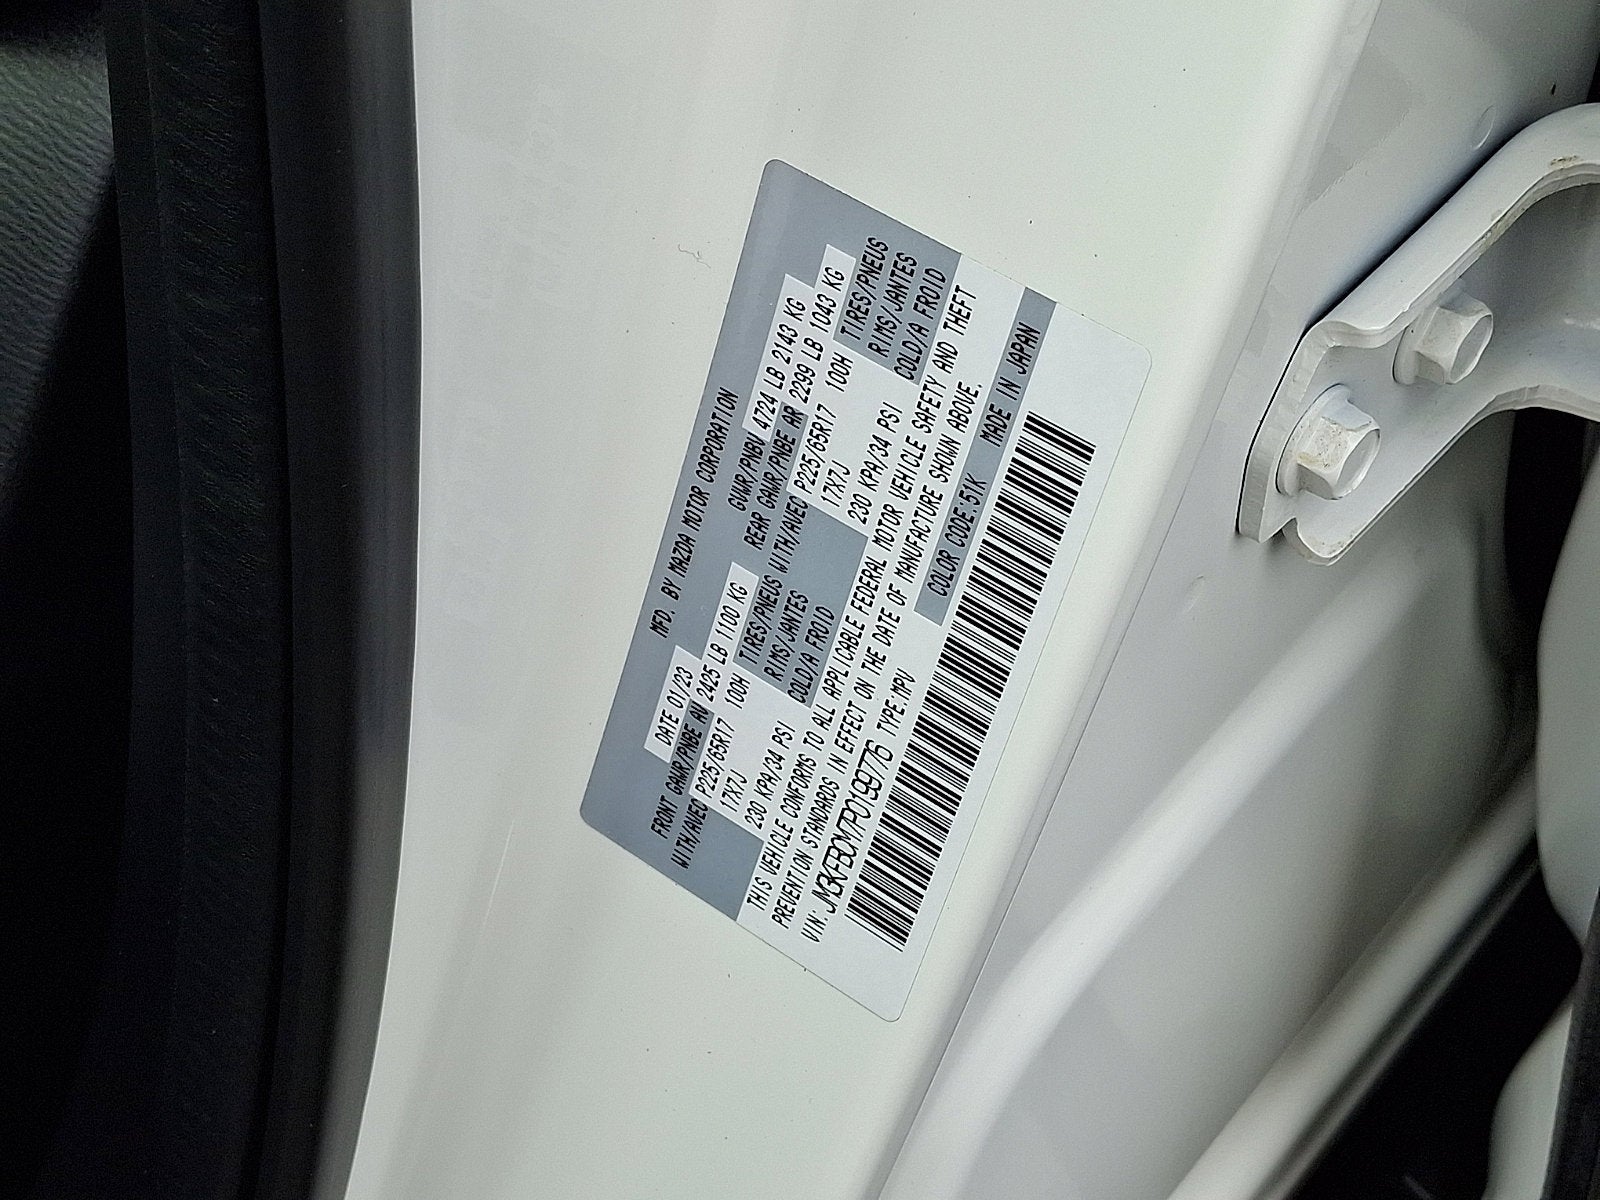 MFD. BY MAZDA MOTOR CORPORATION
DATE 01/23 GVWR/PNBV 4724 LB 2143 KG
FRONT GAWR/PNBE AV 2425 LB 1100 KG REAR GAWR/PNBE AR 2299 LB 1043 KG
WITH/AVEC P225/65R17 100H TIRES/PNEUS WITH/AVEC P225/65R17 100H TIRES/PNEUS
17X7J RIMS/JANTES 17X7J RIMS/JANTES
230 KPA/34 PSI COLD/A FROID 230 KPA/34 PSI COLD/A FROID
THIS VEHICLE CONFORMS TO ALL APPLICABLE FEDERAL MOTOR VEHICLE SAFETY AND THEFT
PREVENTION STANDARDS IN EFFECT ON THE DATE OF MANUFACTURE SHOWN ABOVE.
VIN: JM3KFBCM7P0199776 TYPE:MPV COLOR CODE:51K MADE IN JAPAN